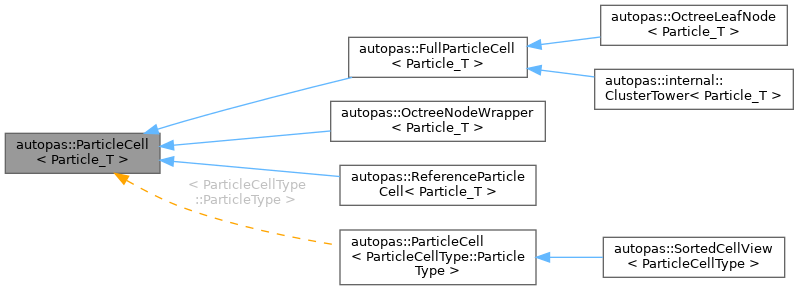 autopas::ParticleCell
< Particle_T >
autopas::FullParticleCell
< Particle_T >
autopas::OctreeLeafNode
< Particle_T >
autopas::internal::
ClusterTower< Particle_T >
autopas::OctreeNodeWrapper
< Particle_T >
autopas::ReferenceParticle
Cell< Particle_T >
< ParticleCellType
::ParticleType >
autopas::ParticleCell
< ParticleCellType::Particle
Type >
autopas::SortedCellView
< ParticleCellType >